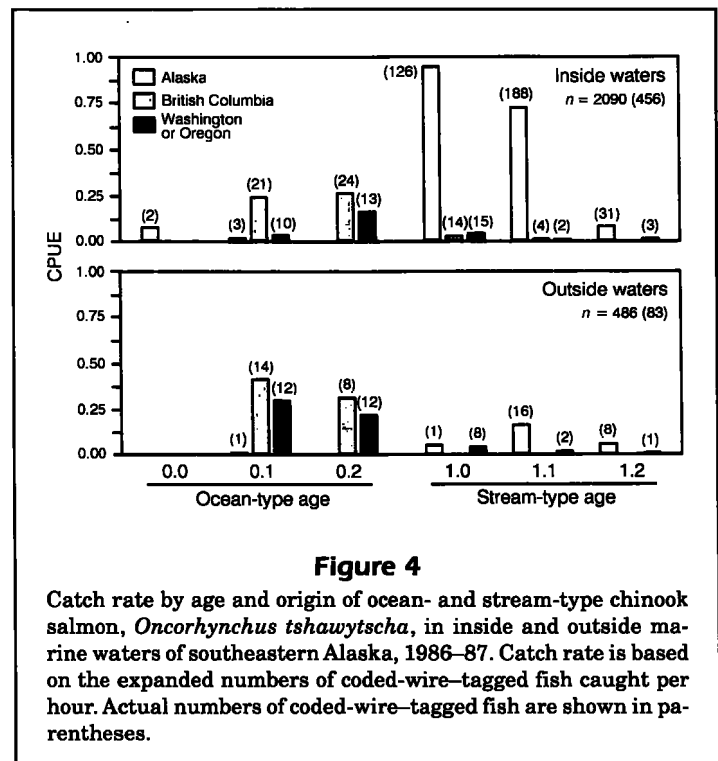 1.00
(126)
Alaska
Inside waters
(188)
n = 2090 (456)
0.75
British Columbia
Washington
or Oregon
0.50
(21)
(24)
0.25
(13)
(2)
(3)
(10)
(14)
(15)
(4)
(2)
(31)
(3)
0.00
CPUE
1.00
Outside waters
n = 486 (83)
0.75
0.50
(14)
(12)
(8)
(12)
0.25
(16)
(1)
(1)
(8)
(2)
(8)
(1)
0.00
0.0 0.1 0.2 1.0 1.1 1.2
Ocean-type age
Stream-type age
Figure 4
Catch rate by age and origin of ocean- and stream-type chinook
salmon, Oncorhynchus tshawytscha, in inside and outside ma-
rine waters of southeastern Alaska, 1986–87. Catch rate is based
on the expanded numbers of coded-wire–tagged fish caught per
hour. Actual numbers of coded-wire–tagged fish are shown in pa-
rentheses.